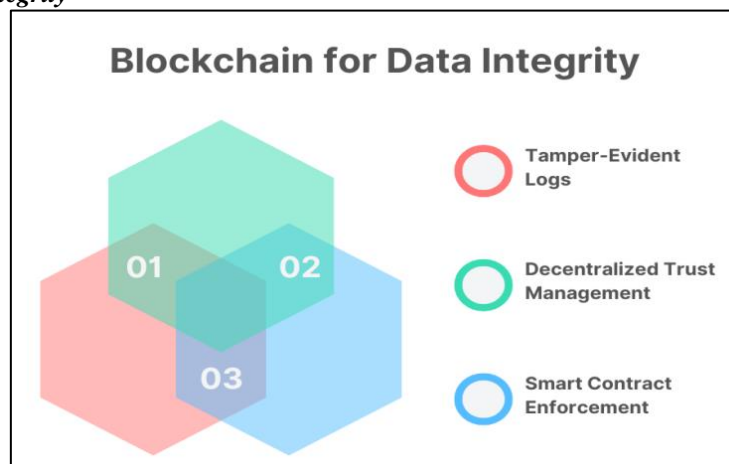 Blockchain for Data Integrity
01
02
03
Tamper-Evident
Logs
Decentralized Trust
Management
Smart Contract
Enforcement